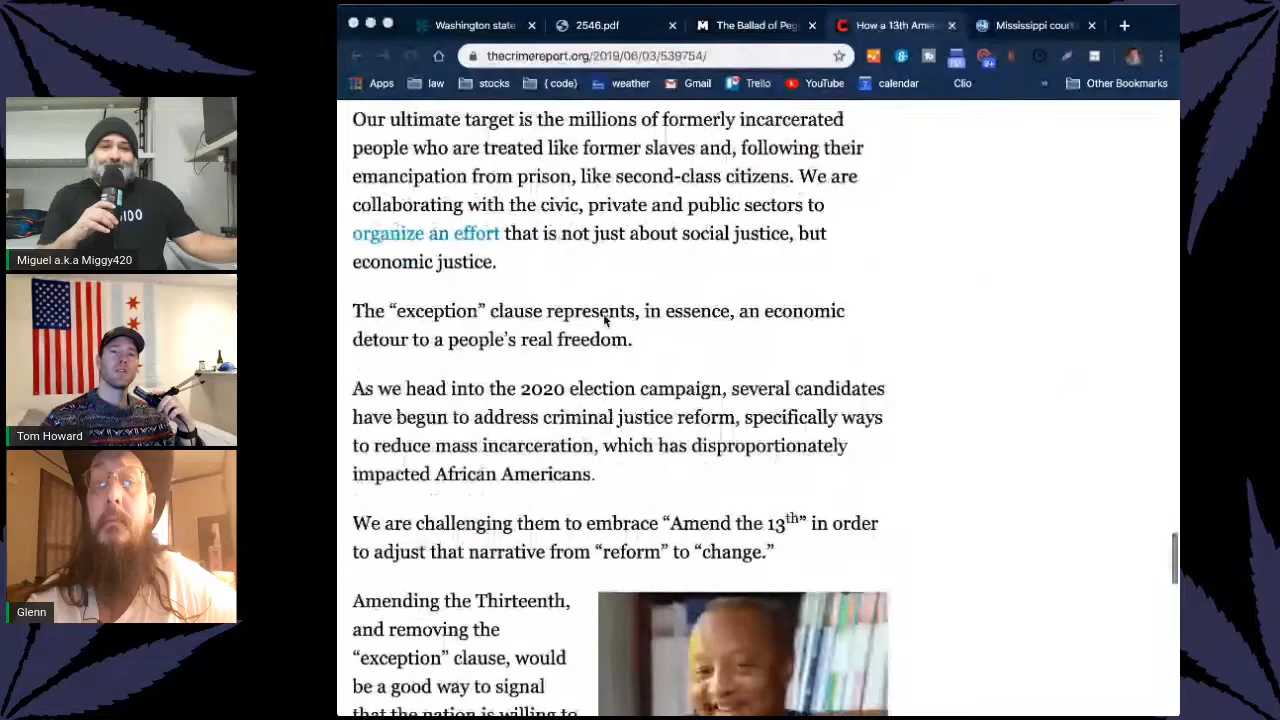 Washington state
2546.pdf
The Ballad of Peg
How a 13th Ame
Mississippi court
thecrimereport.org/2019/06/03/539754/
Apps
law
stocks
{ code}
weather
Gmail
Trello
YouTube
calendar
Clio
»
Other Bookmarks
Our ultimate target is the millions of formerly incarcerated
people who are treated like former slaves and, following their
emancipation from prison, like second-class citizens. We are
collaborating with the civic, private and public sectors to
organize an effort that is not just about social justice, but
economic justice.
The “exception” clause represents, in essence, an economic
detour to a people’s real freedom.
As we head into the 2020 election campaign, several candidates
have begun to address criminal justice reform, specifically ways
to reduce mass incarceration, which has disproportionately
impacted African Americans.
We are challenging them to embrace “Amend the 13th” in order
to adjust that narrative from “reform” to “change.”
Amending the Thirteenth,
and removing the
“exception” clause, would
be a good way to signal
that the nation is willing to
Miguel a.k.a Miggy420
Tom Howard
Glenn